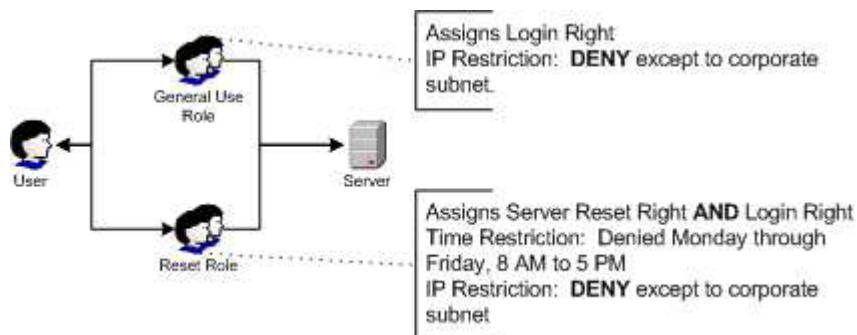 Assigns Login Right
IP Restriction:  DENY except to corporate
subnet.
General Use
Role
User
Server
Reset Role
Assigns Server Reset Right AND Login Right
Time Restriction:  Denied Monday through
Friday, 8 AM to 5 PM
IP Restriction:  DENY except to corporate
subnet